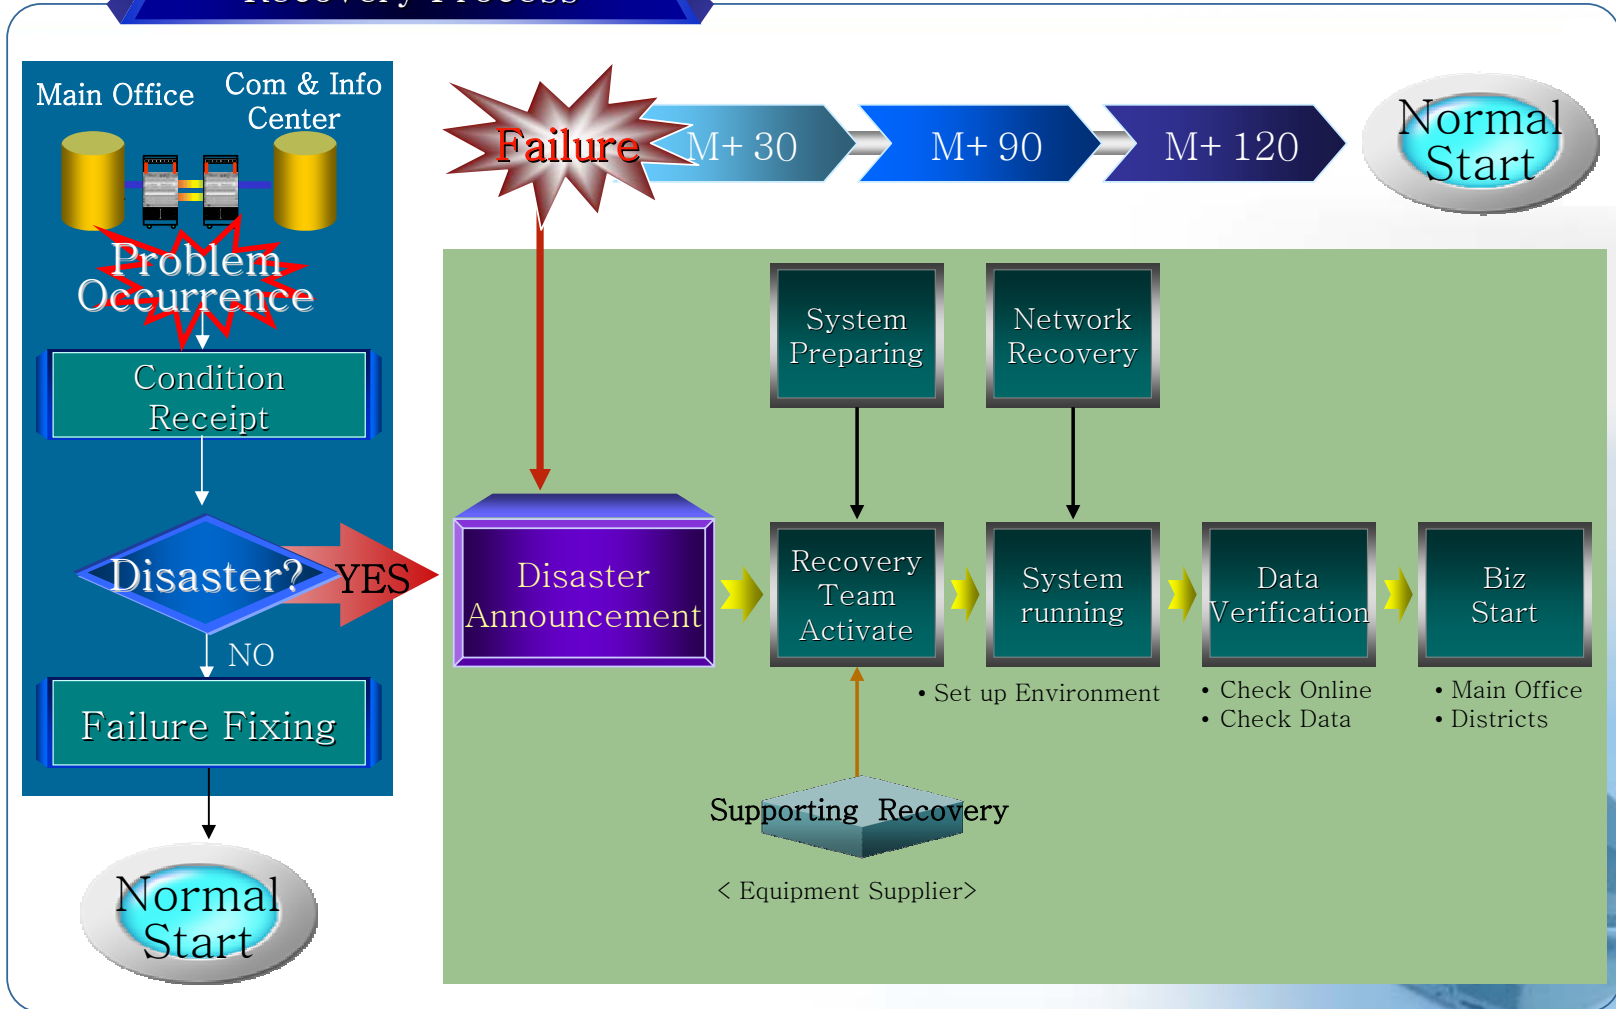 Recovery Process
Main Office
Com & Info
Center
Problem
Occurrence
Condition
Receipt
Disaster?
YES
NO
Failure Fixing
Normal
Start
Failure
M+ 30
M+ 90
M+ 120
Normal
Start
System
Preparing
Network
Recovery
Disaster
Announcement
Recovery
Team
Activate
System
running
Data
Verification
Biz
Start
• Set up Environment
• Check Online
• Check Data
• Main Office
• Districts
Supporting Recovery
< Equipment Supplier>